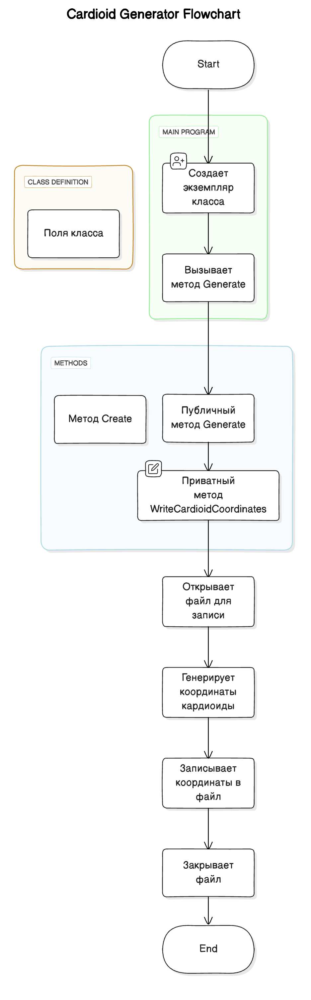 Cardioid Generator Flowchart
Start
MAIN PROGRAM
Создает
экземпляр
класса
CLASS DEFINITION
Поля класса
Вызывает
метод Generate
METHODS
Метод Create
Публичный
метод Generate
Приватный
метод
WriteCardioidCoordinates
Открывает
файл для
записи
Генерирует
координаты
кардиоиды
Записывает
координаты в
файл
Закрывает
файл
End